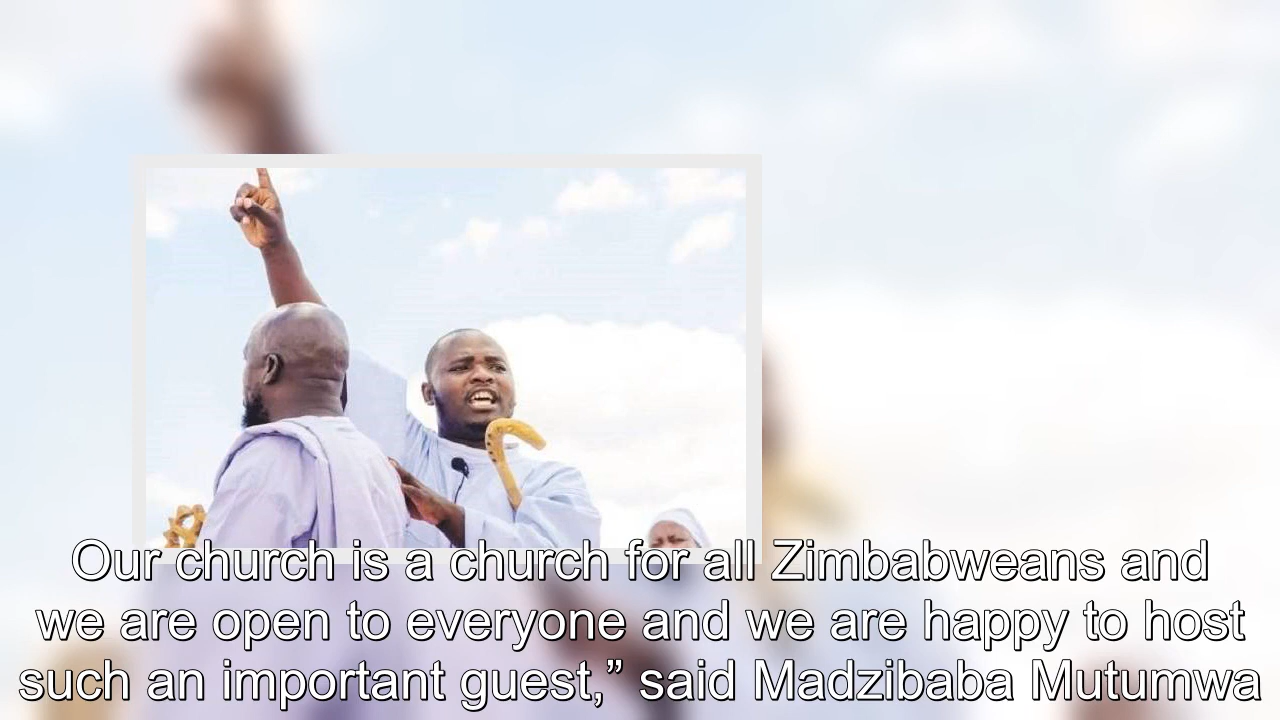 Our church is a church for all Zimbabweans and
we are open to everyone and we are happy to host
such an important guest,” said Madzibaba Mutumwa